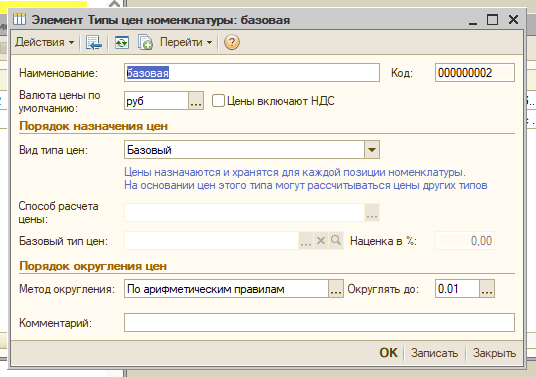 Элемент Типы цен номенклатуры: базовая
Действия Перейти ?
Наименование: базовая Код: 000000002
Валюта цены по умолчанию: руб ... Цены включают НДС
Порядок назначения цен
Вид типа цен: Базовый
Цены назначаются и хранятся для каждой позиции номенклатуры.
На основании цен этого типа могут рассчитываться цены других типов
Способ расчета цены: ...
Базовый тип цен: ... Наценка в %: 0,00
Порядок округления цен
Метод округления: По арифметическим правилам ... Округлять до: 0.01 ...
Комментарий:
OK Записать Закрыть